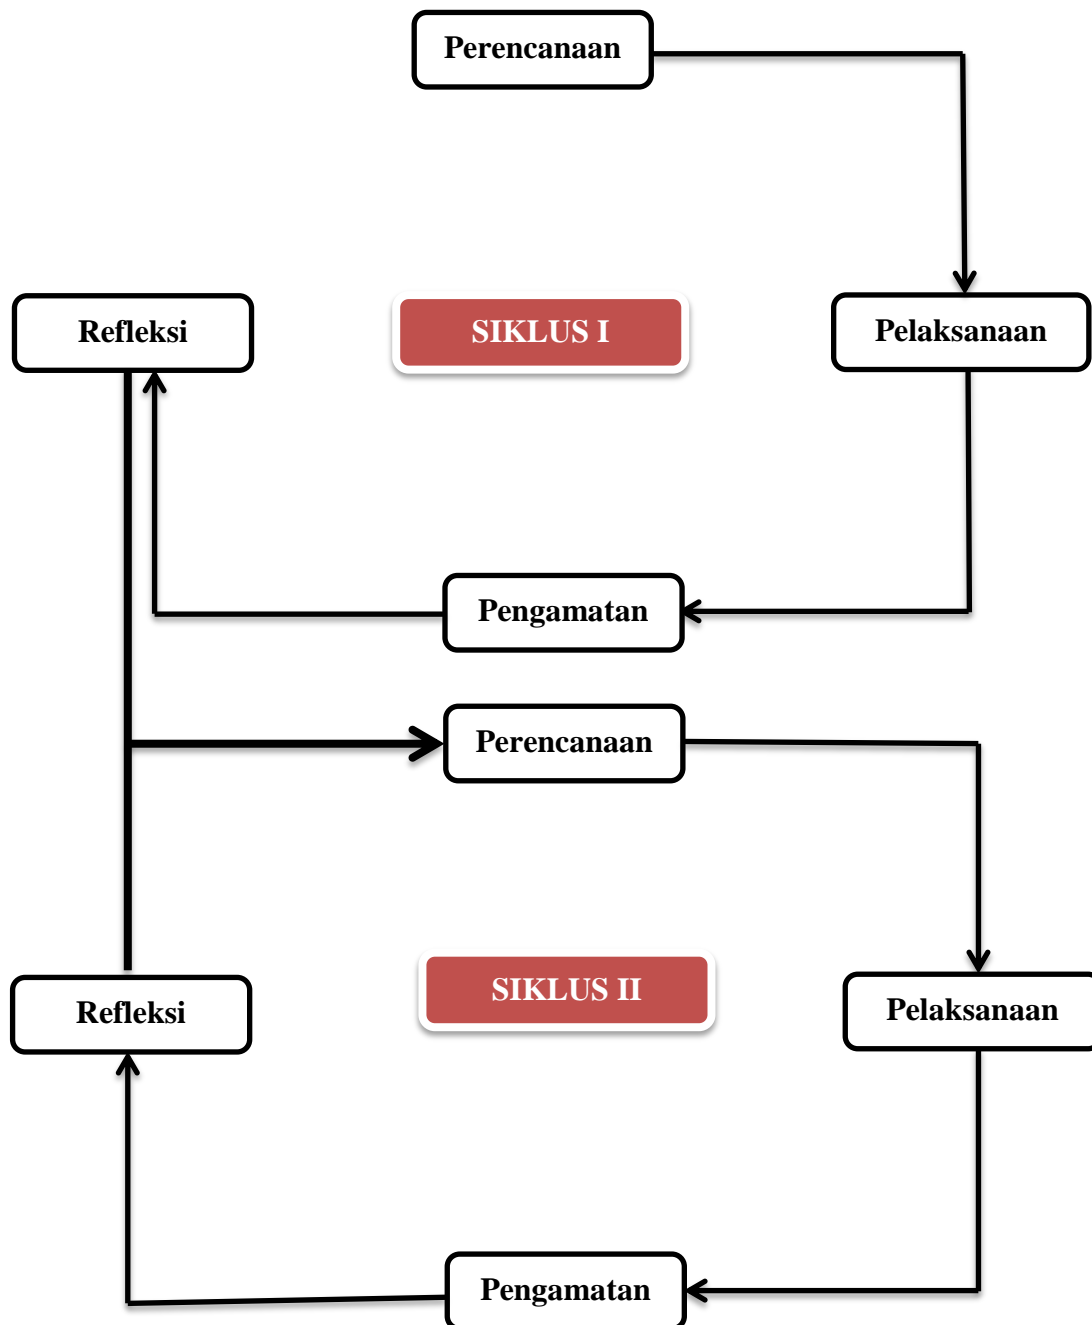 Perencanaan
Refleksi
SIKLUS I
Pelaksanaan
Pengamatan
Perencanaan
Refleksi
SIKLUS II
Pelaksanaan
Pengamatan